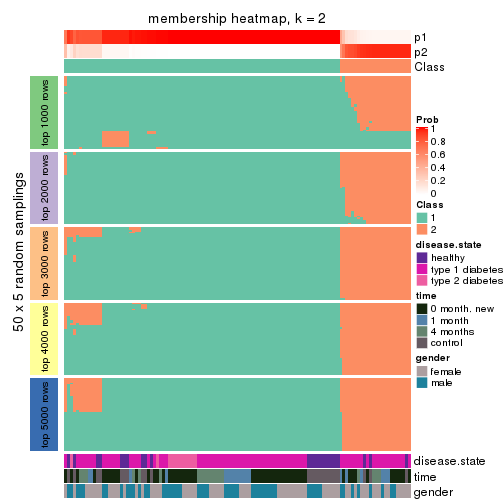 membership heatmap, k = 2
p1
p2
Class
50 x 5 random samplings
top 1000 rows
top 2000 rows
top 3000 rows
top 4000 rows
top 5000 rows
disease.state
time
gender
Prob
1
0.8
0.6
0.4
0.2
0
Class
1
2
disease.state
healthy
type 1 diabetes
type 2 diabetes
time
0 month. new
1 month
4 months
control
gender
female
male